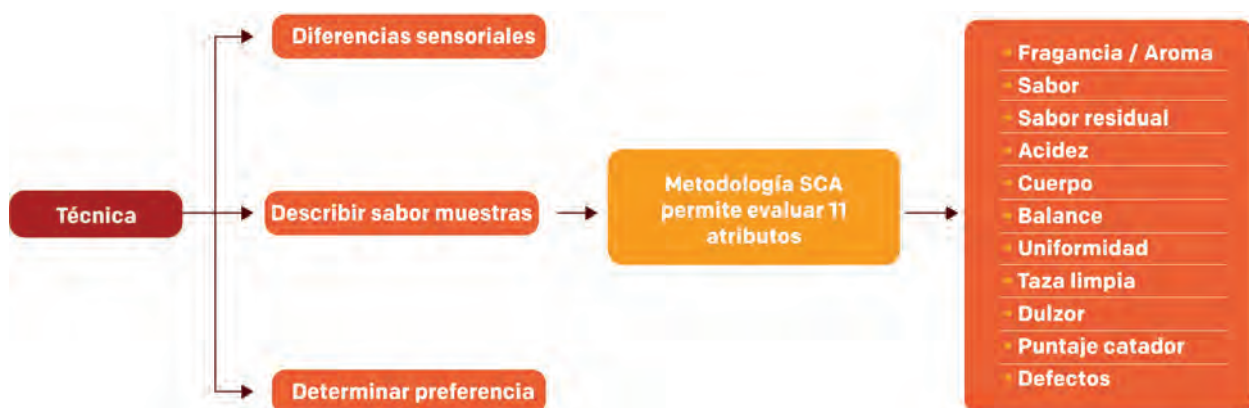 Técnica
Diferencias sensoriales
Describir sabor muestras
Determinar preferencia
Metodología SCA
permite evaluar 11
atributos
Fragancia / Aroma
Sabor
Sabor residual
Acidez
Cuerpo
Balance
Uniformidad
Taza limpia
Dulzor
Puntaje catador
Defectos